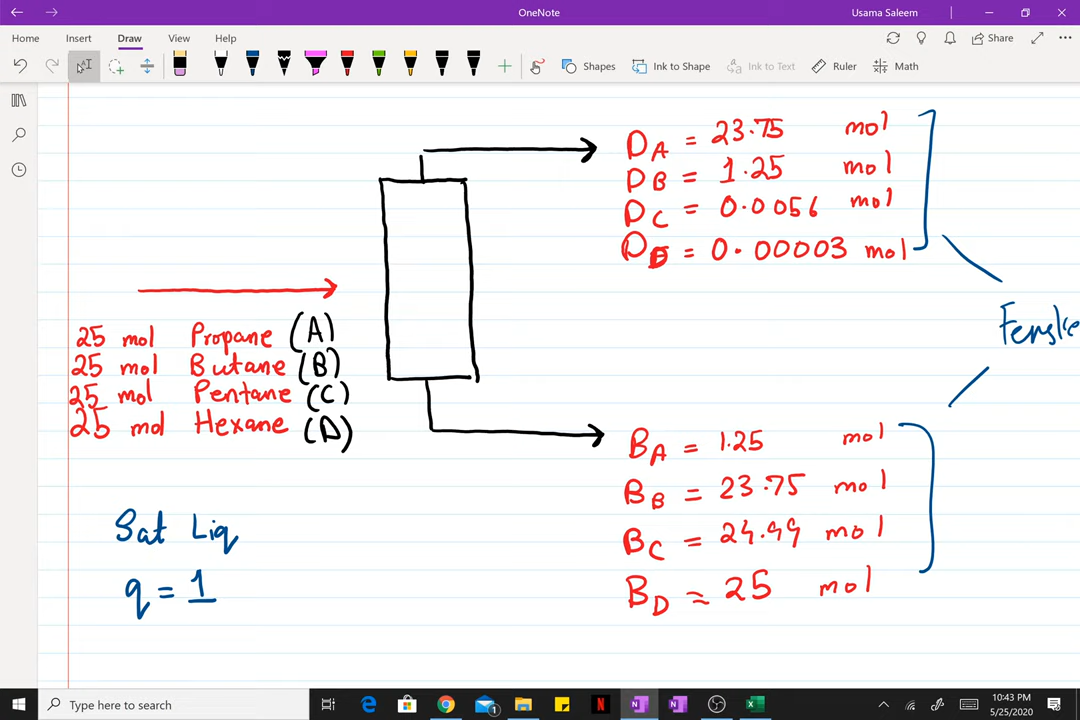 OneNote
Usama Saleem
Home Insert Draw View Help
Share
Shapes
Ink to Shape
Ink to Text
Ruler
Math
D_A = 23.75 mol
D_B = 1.25 mol
D_C = 0.0056 mol
D_D = 0.00003 mol
25 mol Propane (A)
25 mol Butane (B)
25 mol Pentane (C)
25 mol Hexane (D)
Fenske
B_A = 1.25 mol
B_B = 23.75 mol
B_C = 24.99 mol
B_D ≈ 25 mol
Sat Liq
q = 1
Type here to search
1
10:43 PM
5/25/2020